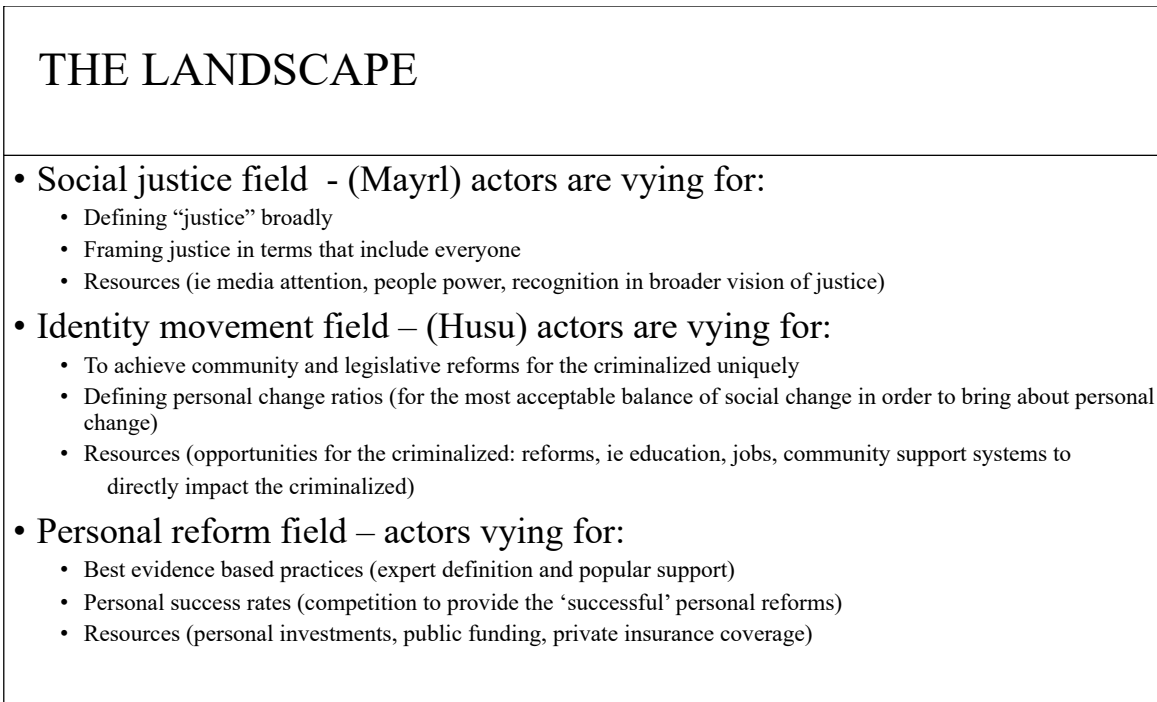 THE LANDSCAPE
• Social justice field  - (Mayrl) actors are vying for:
• Defining “justice” broadly
• Framing justice in terms that include everyone
• Resources (ie media attention, people power, recognition in broader vision of justice)
• Identity movement field – (Husu) actors are vying for:
• To achieve community and legislative reforms for the criminalized uniquely
• Defining personal change ratios (for the most acceptable balance of social change in order to bring about personal
change)
• Resources (opportunities for the criminalized: reforms, ie education, jobs, community support systems to
directly impact the criminalized)
• Personal reform field – actors vying for:
• Best evidence based practices (expert definition and popular support)
• Personal success rates (competition to provide the ‘successful’ personal reforms)
• Resources (personal investments, public funding, private insurance coverage)